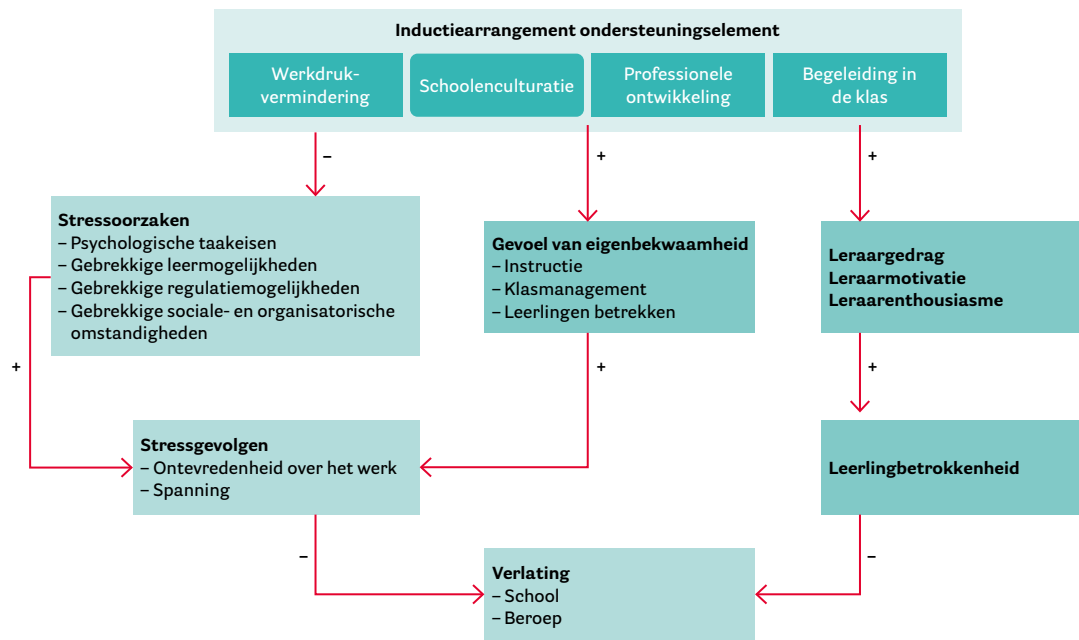 Inductiearrangement ondersteuningselement
Werkdruk-
vermindering
Schoolenculturatie
Professionele
ontwikkeling
Begeleiding in
de klas
–
+
+
Stressoorzaken
– Psychologische taakeisen
– Gebrekkige leermogelijkheden
– Gebrekkige regulatiemogelijkheden
– Gebrekkige sociale- en organisatorische
omstandigheden
Gevoel van eigenbekwaamheid
– Instructie
– Klasmanagement
– Leerlingen betrekken
Leraargedrag
Leraarmotivatie
Leraarenthousiasme
+
+
+
Stressgevolgen
– Ontevredenheid over het werk
– Spanning
Leerlingbetrokkenheid
–
–
Verlating
– School
– Beroep